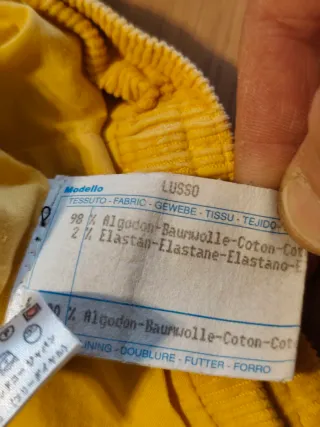 Modello LUSSO
TESSUTO - FABRIC - GEWEBE - TISSU - TEJIDO
98 % Algodon-Baumwolle-Coton-Cot
2 % Elastan-Elastane-Elastano-E
% Algodon-Baumwolle-Coton-Cot
LINING - DOUBLURE - FUTTER - FORRO